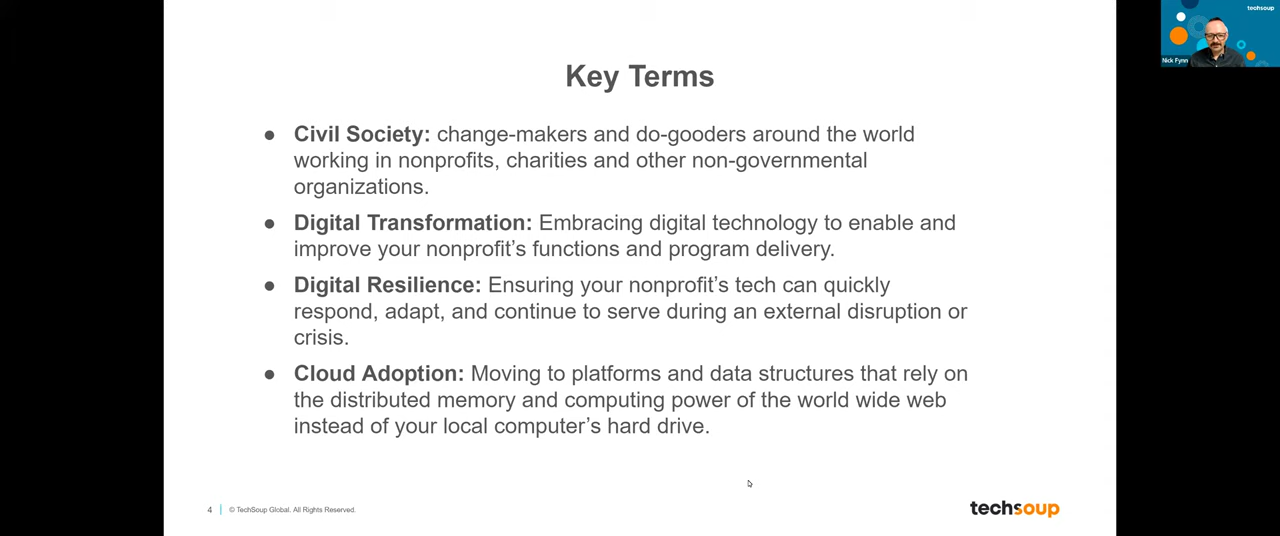 techsoup
Nick Fynn
Key Terms
● Civil Society: change-makers and do-gooders around the world
working in nonprofits, charities and other non-governmental
organizations.
● Digital Transformation: Embracing digital technology to enable and
improve your nonprofit’s functions and program delivery.
● Digital Resilience: Ensuring your nonprofit’s tech can quickly
respond, adapt, and continue to serve during an external disruption or
crisis.
● Cloud Adoption: Moving to platforms and data structures that rely on
the distributed memory and computing power of the world wide web
instead of your local computer’s hard drive.
4 | © TechSoup Global. All Rights Reserved.
techsoup